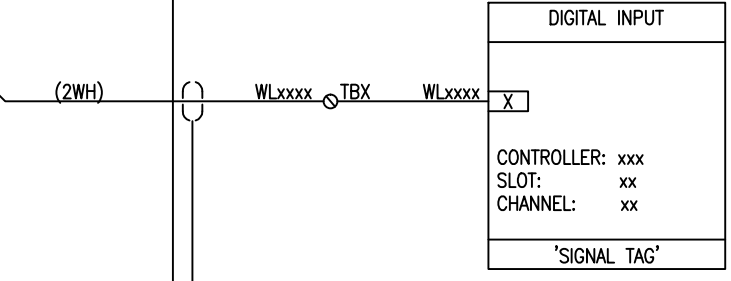 DIGITAL INPUT
(2WH)
WLxxxx
TBX
WLxxxx
X
CONTROLLER: xxx
SLOT: xx
CHANNEL: xx
'SIGNAL TAG'